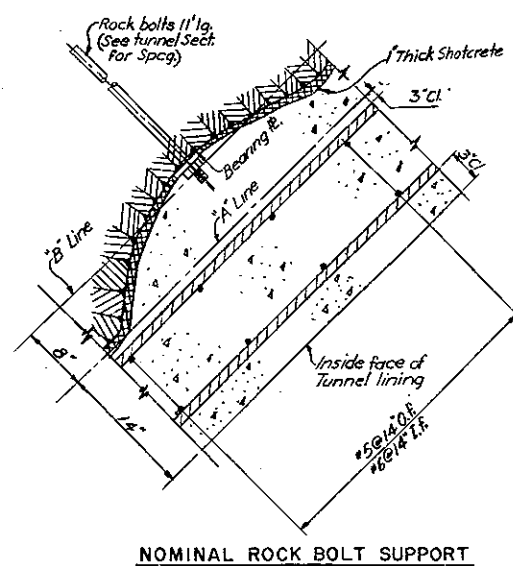 Rock bolts 11' lg.
(See tunnel Sect.
for Spcg.)
1" Thick Shotcrete
3" Cl.
Bearing PL.
"A" Line
3" Cl.
"B" Line
8"
14"
Inside face of
Tunnel lining
#5@14" O.F.
#6@14" I.F.
NOMINAL ROCK BOLT SUPPORT